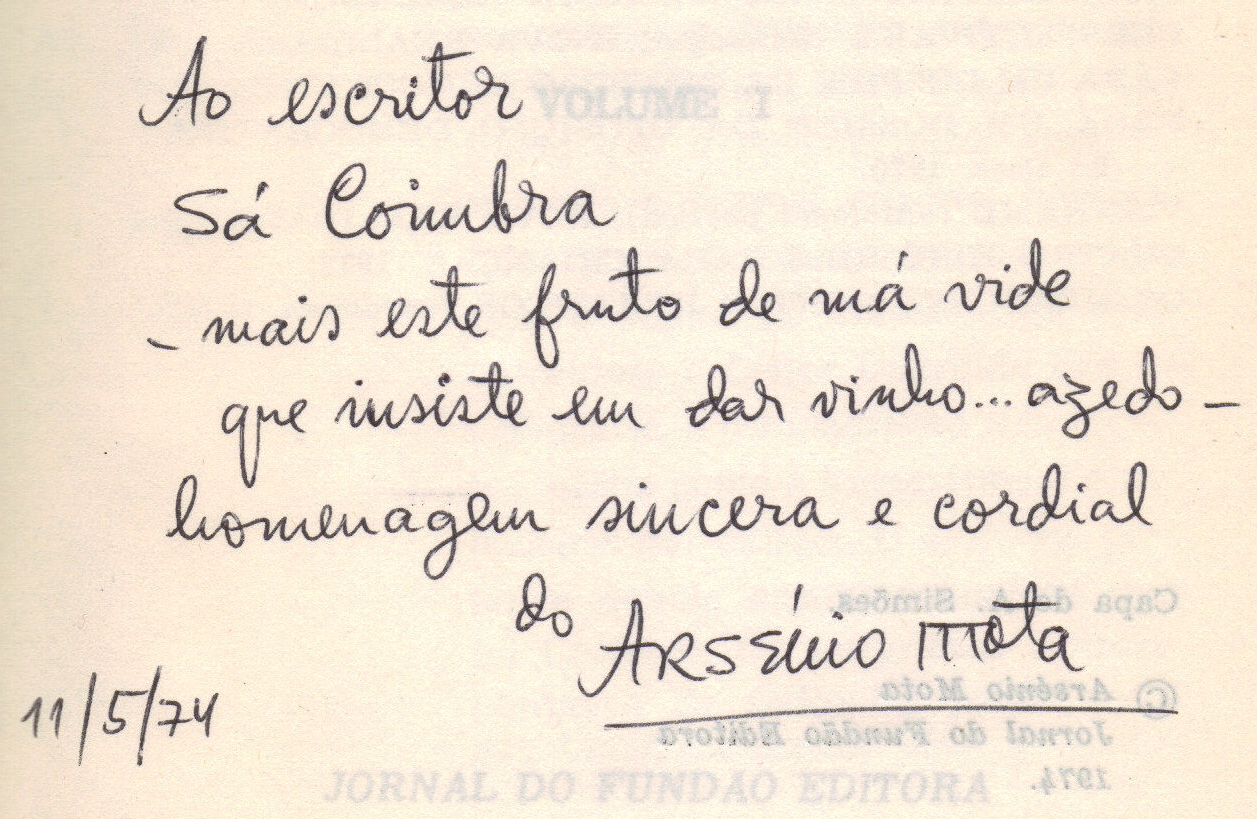 Ao escritor
Sá Coimbra
- mais este fruto de má vide
que insiste em dar vinho... azedo -
homenagem sincera e cordial
do Arsénio Mota
11/5/74
VOLUME I
Capa de A. Simões.
© Arsénio Mota
Jornal do Fundão Editora
1974.
JORNAL DO FUNDÃO EDITORA